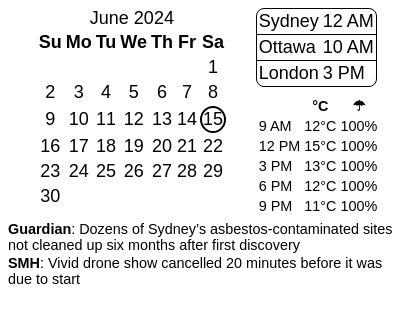 June 2024
Su Mo Tu We Th Fr Sa
1
2 3 4 5 6 7 8
9 10 11 12 13 14 15
16 17 18 19 20 21 22
23 24 25 26 27 28 29
30
Sydney 12 AM
Ottawa 10 AM
London 3 PM
°C ☂
9 AM 12°C 100%
12 PM 15°C 100%
3 PM 13°C 100%
6 PM 12°C 100%
9 PM 11°C 100%
Guardian: Dozens of Sydney’s asbestos-contaminated sites
not cleaned up six months after first discovery
SMH: Vivid drone show cancelled 20 minutes before it was
due to start